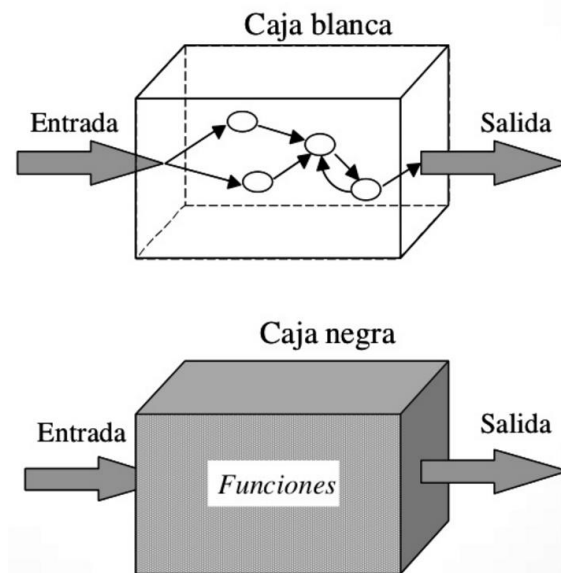 Caja blanca
Entrada
Salida
Caja negra
Entrada
Salida
Funciones